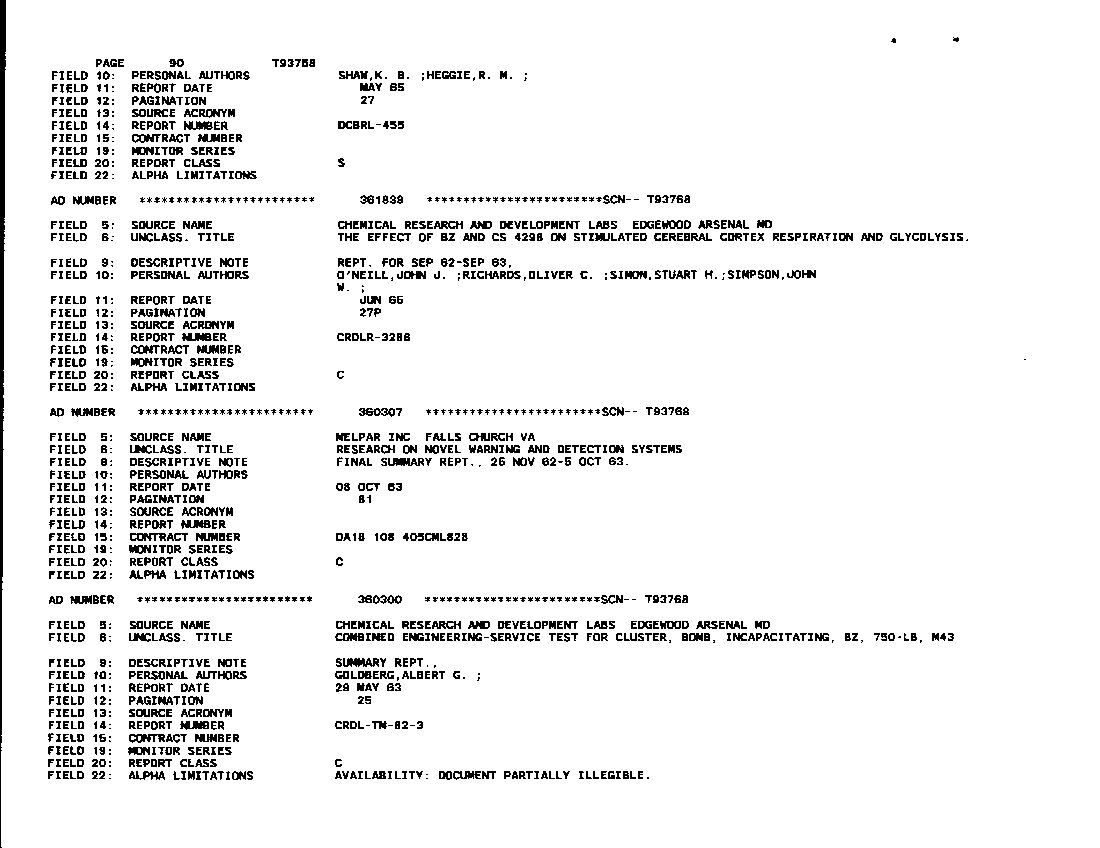 PAGE 90 T93768
FIELD 10: PERSONAL AUTHORS SHAW,K. B. ;HEGGIE,R. M. ;
FIELD 11: REPORT DATE MAY 65
FIELD 12: PAGINATION 27
FIELD 13: SOURCE ACRONYM
FIELD 14: REPORT NUMBER DCBRL-455
FIELD 15: CONTRACT NUMBER
FIELD 19: MONITOR SERIES
FIELD 20: REPORT CLASS S
FIELD 22: ALPHA LIMITATIONS
AD NUMBER ************************ 361839 ************************SCN-- T93768
FIELD 5: SOURCE NAME CHEMICAL RESEARCH AND DEVELOPMENT LABS EDGEWOOD ARSENAL MD
FIELD 6: UNCLASS. TITLE THE EFFECT OF BZ AND CS 4298 ON STIMULATED CEREBRAL CORTEX RESPIRATION AND GLYCOLYSIS.
FIELD 9: DESCRIPTIVE NOTE REPT. FOR SEP 62-SEP 63,
FIELD 10: PERSONAL AUTHORS O'NEILL,JOHN J. ;RICHARDS,OLIVER C. ;SIMON,STUART H.;SIMPSON,JOHN
W. ;
FIELD 11: REPORT DATE JUN 65
FIELD 12: PAGINATION 27P
FIELD 13: SOURCE ACRONYM
FIELD 14: REPORT NUMBER CRDLR-3286
FIELD 15: CONTRACT NUMBER
FIELD 19: MONITOR SERIES
FIELD 20: REPORT CLASS C
FIELD 22: ALPHA LIMITATIONS
AD NUMBER ************************ 360307 ************************SCN-- T93768
FIELD 5: SOURCE NAME MELPAR INC FALLS CHURCH VA
FIELD 6: UNCLASS. TITLE RESEARCH ON NOVEL WARNING AND DETECTION SYSTEMS
FIELD 9: DESCRIPTIVE NOTE FINAL SUMMARY REPT., 26 NOV 62-5 OCT 63.
FIELD 10: PERSONAL AUTHORS
FIELD 11: REPORT DATE 08 OCT 63
FIELD 12: PAGINATION 81
FIELD 13: SOURCE ACRONYM
FIELD 14: REPORT NUMBER
FIELD 15: CONTRACT NUMBER DA18 108 405CML828
FIELD 19: MONITOR SERIES
FIELD 20: REPORT CLASS C
FIELD 22: ALPHA LIMITATIONS
AD NUMBER ************************ 360300 ************************SCN-- T93768
FIELD 5: SOURCE NAME CHEMICAL RESEARCH AND DEVELOPMENT LABS EDGEWOOD ARSENAL MD
FIELD 6: UNCLASS. TITLE COMBINED ENGINEERING-SERVICE TEST FOR CLUSTER, BOMB, INCAPACITATING, BZ, 750-LB, M43
FIELD 9: DESCRIPTIVE NOTE SUMMARY REPT.,
FIELD 10: PERSONAL AUTHORS GOLDBERG,ALBERT G. ;
FIELD 11: REPORT DATE 29 MAY 63
FIELD 12: PAGINATION 25
FIELD 13: SOURCE ACRONYM
FIELD 14: REPORT NUMBER CRDL-TM-62-3
FIELD 15: CONTRACT NUMBER
FIELD 19: MONITOR SERIES
FIELD 20: REPORT CLASS C
FIELD 22: ALPHA LIMITATIONS AVAILABILITY: DOCUMENT PARTIALLY ILLEGIBLE.